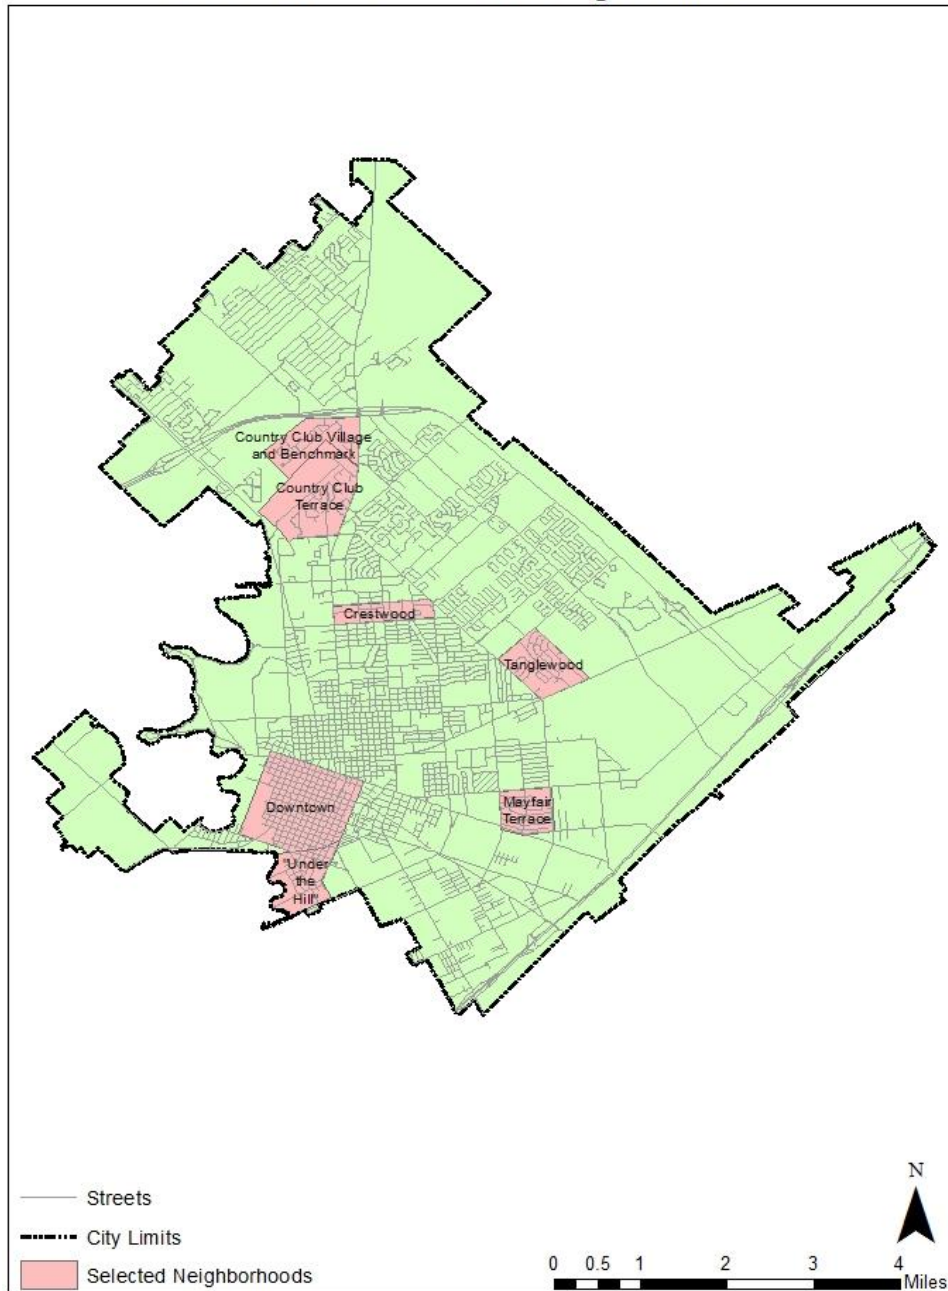 Country Club Village
and Benchmark
Country Club
Terrace
Crestwood
Tanglewood
Mayfair
Terrace
Downtown
"Under
the
Hill"
N
Streets
City Limits
Selected Neighborhoods
0 0.5 1 2 3 4
Miles